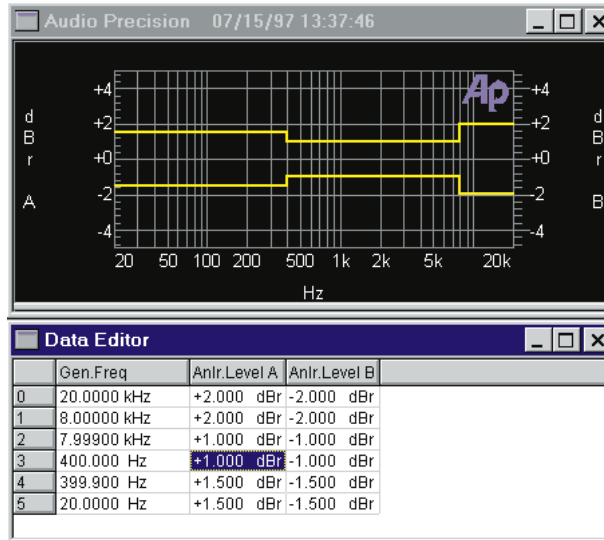 Audio Precision 07/15/97 13:37:46
Ap
+4 +4
d d
+2 +2
B B
+0 +0
r r
-2 -2
A B
-4 -4
20 50 100 200 500 1k 2k 5k 20k
Hz
Data Editor
Gen.Freq Anlr.Level A Anlr.Level B
0 20.0000 kHz +2.000 dBr -2.000 dBr
1 8.00000 kHz +2.000 dBr -2.000 dBr
2 7.99900 kHz +1.000 dBr -1.000 dBr
3 400.000 Hz +1.000 dBr -1.000 dBr
4 399.900 Hz +1.500 dBr -1.500 dBr
5 20.0000 Hz +1.500 dBr -1.500 dBr